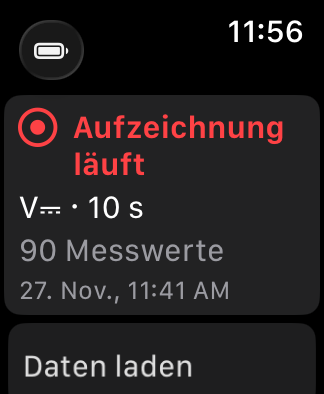 11:56
Aufzeichnung
läuft
V⎓ · 10 s
90 Messwerte
27. Nov., 11:41 AM
Daten laden